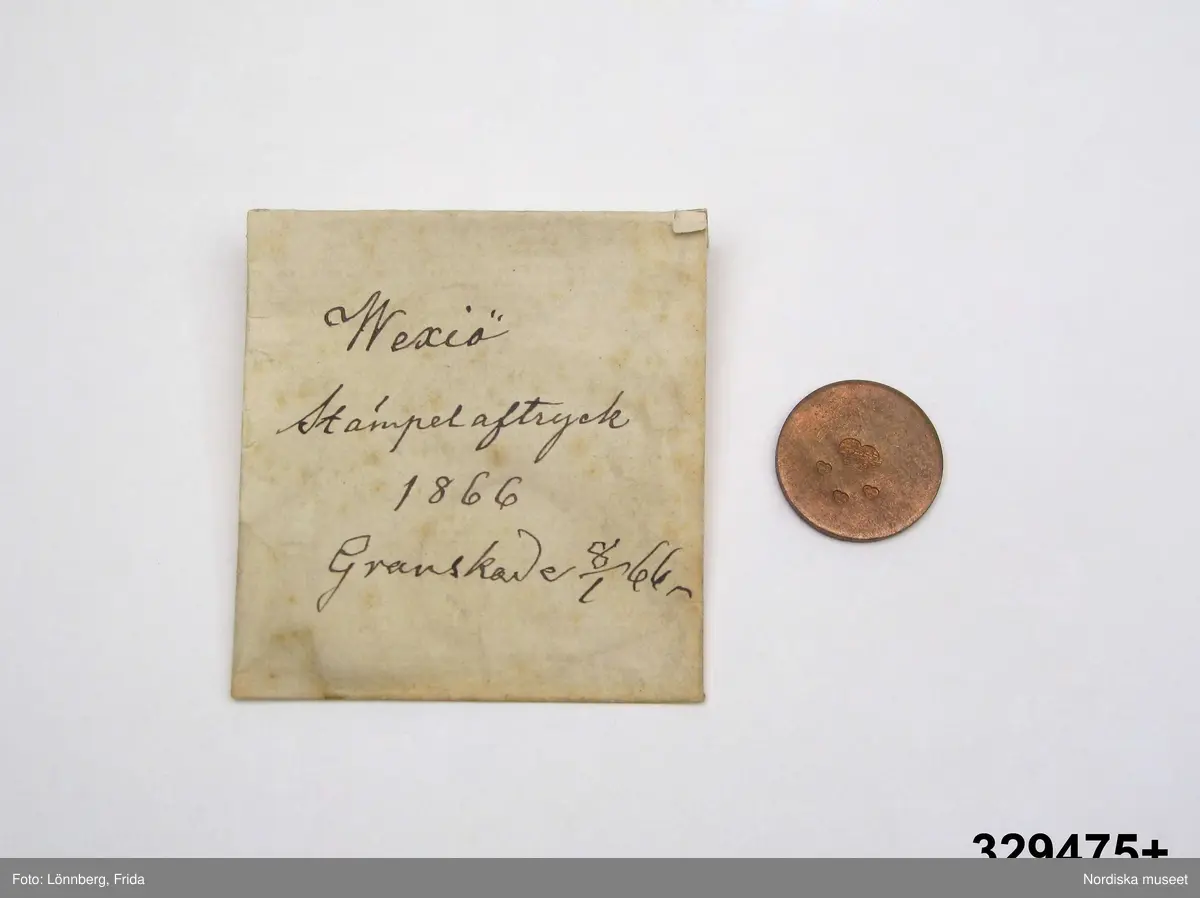 Wexiö
Stämpelaftryck
1866
Granskade 8/1 66
329475+
Foto: Lönnberg, Frida
Nordiska museet